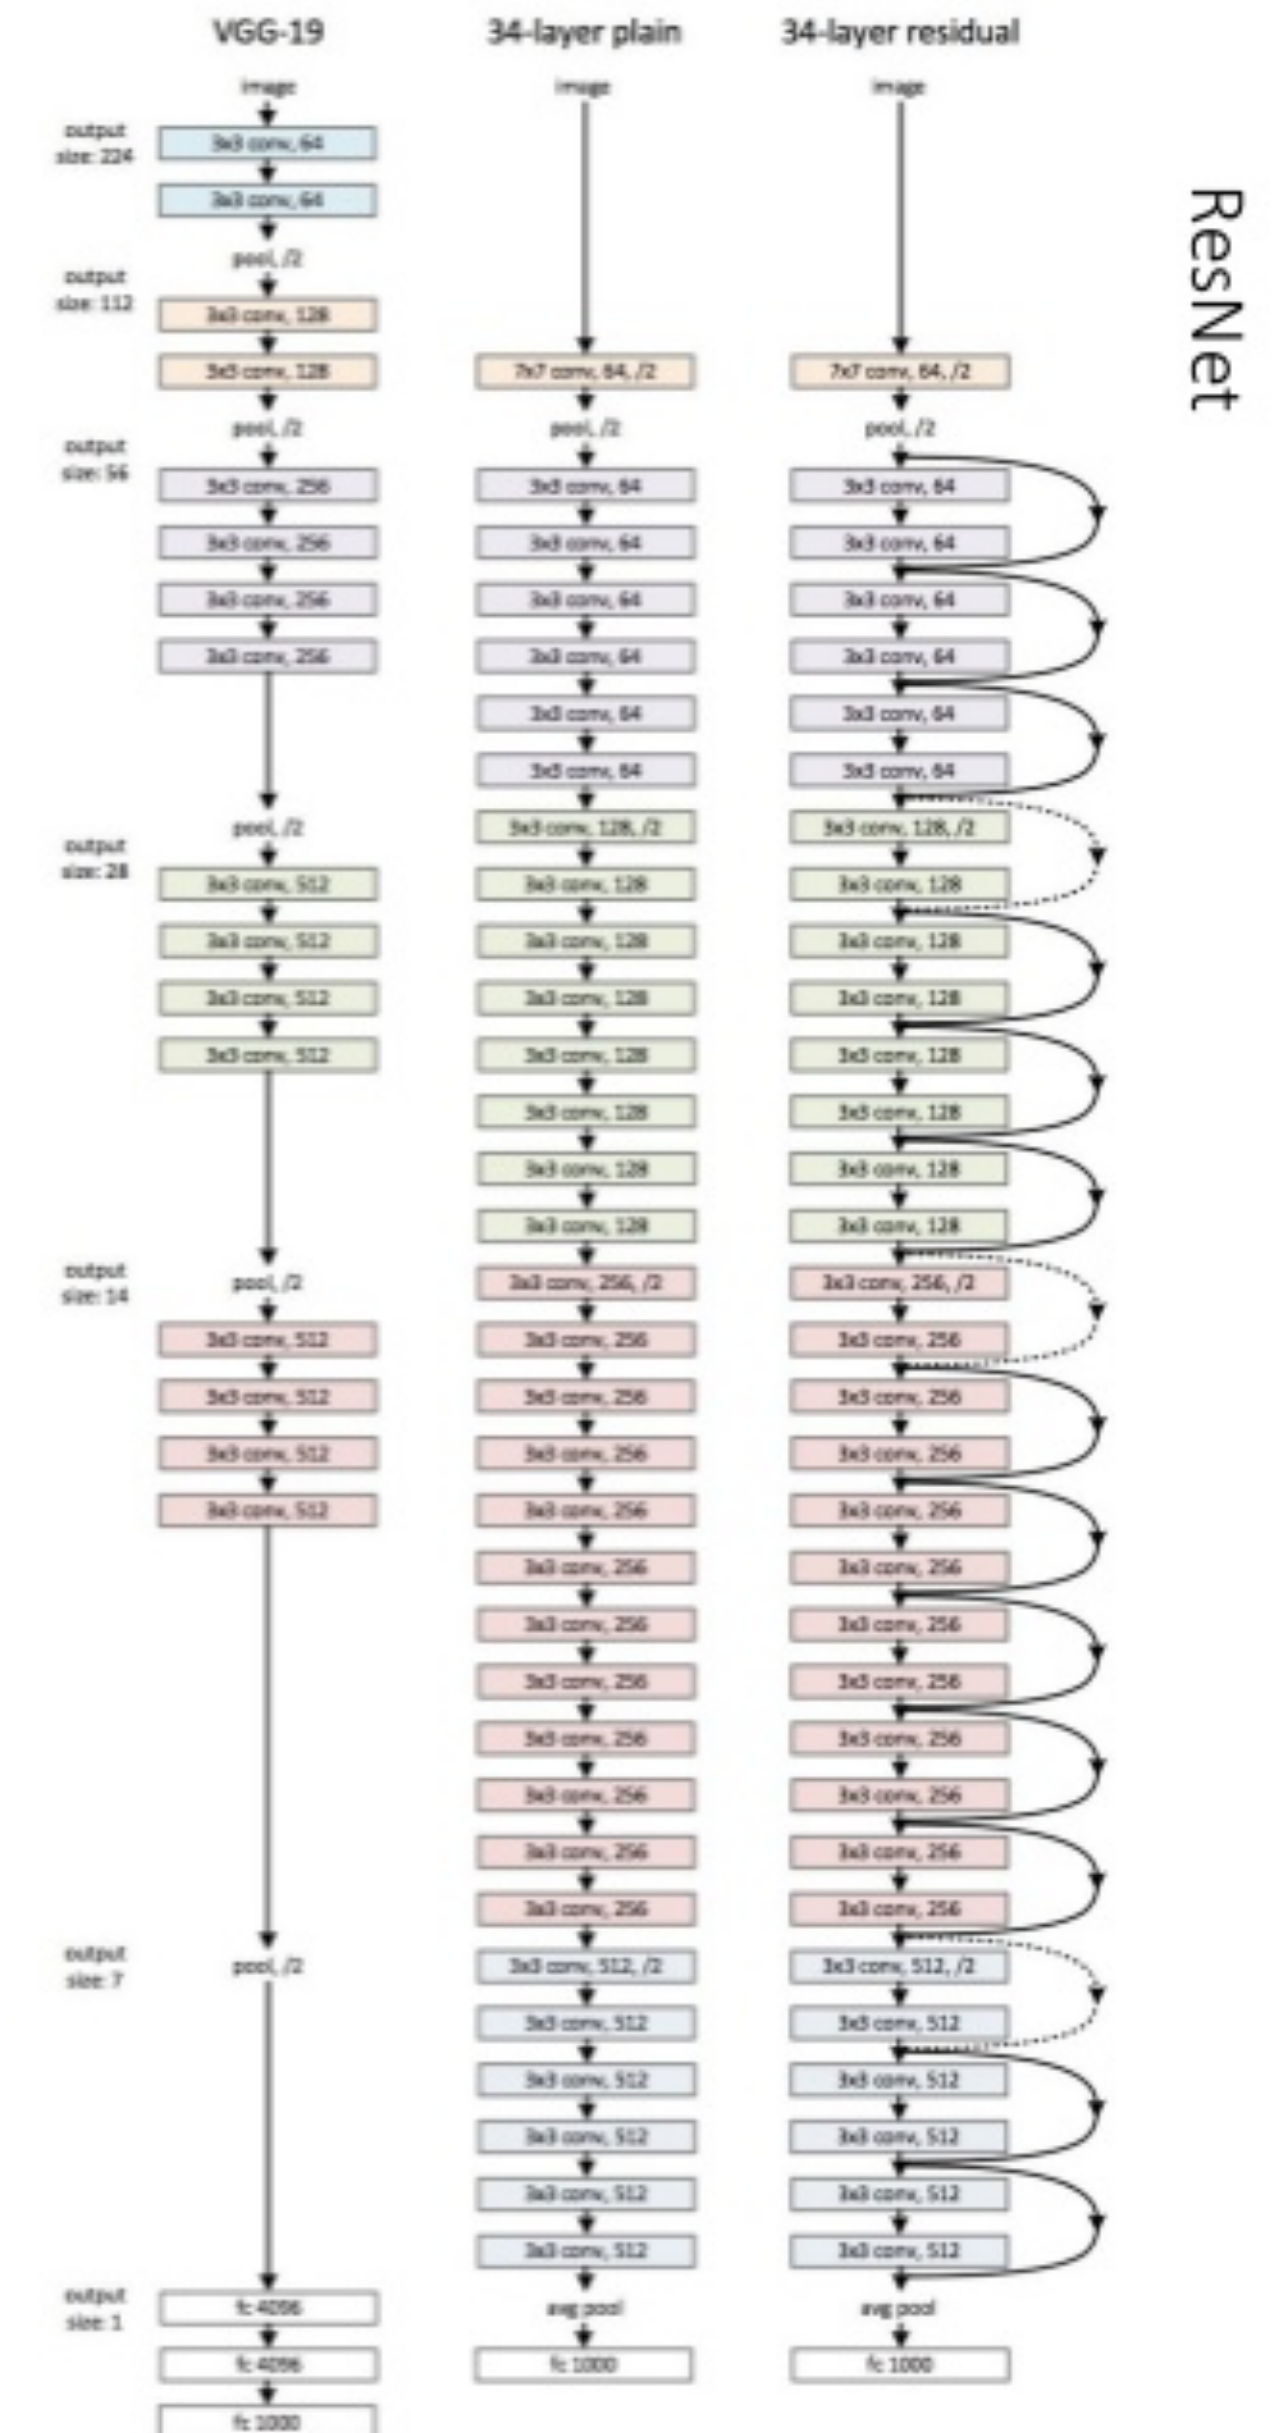 VGG-19
image
output
size: 224
3x3 conv, 64
3x3 conv, 64
pool, /2
output
size: 112
3x3 conv, 128
3x3 conv, 128
pool, /2
output
size: 56
3x3 conv, 256
3x3 conv, 256
3x3 conv, 256
3x3 conv, 256
pool, /2
output
size: 28
3x3 conv, 512
3x3 conv, 512
3x3 conv, 512
3x3 conv, 512
output
size: 14
pool, /2
3x3 conv, 512
3x3 conv, 512
3x3 conv, 512
3x3 conv, 512
output
size: 7
pool, /2
output
size: 1
fc 4096
fc 4096
fc 1000
34-layer plain
image
7x7 conv, 64, /2
pool, /2
3x3 conv, 64
3x3 conv, 64
3x3 conv, 64
3x3 conv, 64
3x3 conv, 64
3x3 conv, 64
3x3 conv, 128, /2
3x3 conv, 128
3x3 conv, 128
3x3 conv, 128
3x3 conv, 128
3x3 conv, 128
3x3 conv, 128
3x3 conv, 128
3x3 conv, 256, /2
3x3 conv, 256
3x3 conv, 256
3x3 conv, 256
3x3 conv, 256
3x3 conv, 256
3x3 conv, 256
3x3 conv, 256
3x3 conv, 256
3x3 conv, 256
3x3 conv, 256
3x3 conv, 256
3x3 conv, 512, /2
3x3 conv, 512
3x3 conv, 512
3x3 conv, 512
3x3 conv, 512
3x3 conv, 512
avg pool
fc 1000
34-layer residual
image
7x7 conv, 64, /2
pool, /2
3x3 conv, 64
3x3 conv, 64
3x3 conv, 64
3x3 conv, 64
3x3 conv, 64
3x3 conv, 64
3x3 conv, 128, /2
3x3 conv, 128
3x3 conv, 128
3x3 conv, 128
3x3 conv, 128
3x3 conv, 128
3x3 conv, 128
3x3 conv, 128
3x3 conv, 256, /2
3x3 conv, 256
3x3 conv, 256
3x3 conv, 256
3x3 conv, 256
3x3 conv, 256
3x3 conv, 256
3x3 conv, 256
3x3 conv, 256
3x3 conv, 256
3x3 conv, 256
3x3 conv, 256
3x3 conv, 512, /2
3x3 conv, 512
3x3 conv, 512
3x3 conv, 512
3x3 conv, 512
3x3 conv, 512
avg pool
fc 1000
ResNet